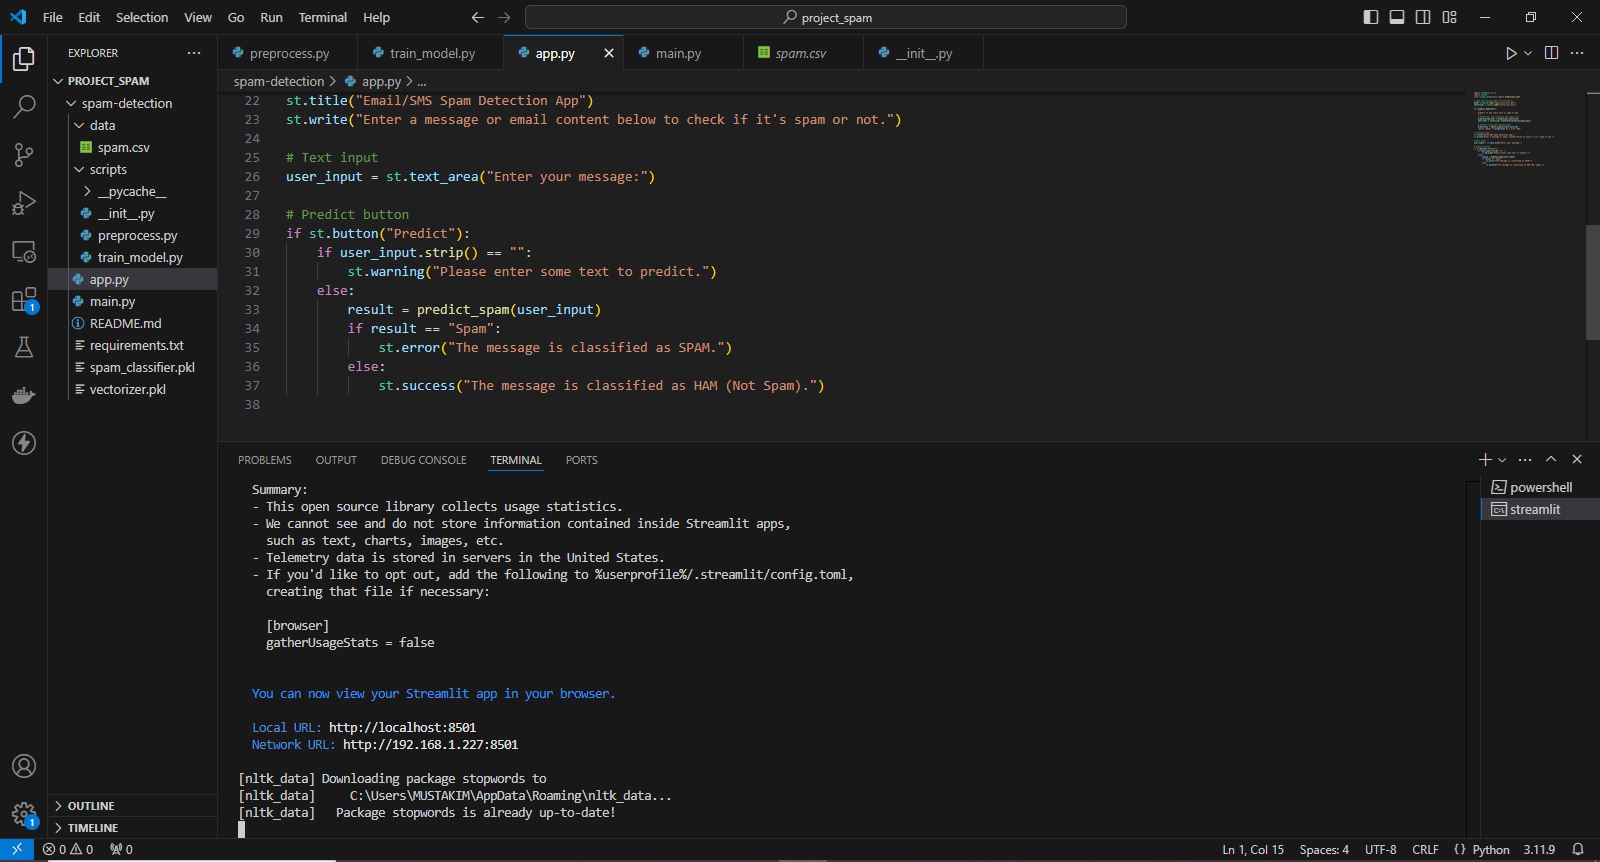 File Edit Selection View Go Run Terminal Help
project_spam
EXPLORER
PROJECT_SPAM
spam-detection
data
spam.csv
scripts
__pycache__
__init__.py
preprocess.py
train_model.py
app.py
main.py
README.md
requirements.txt
spam_classifier.pkl
vectorizer.pkl
OUTLINE
TIMELINE
1
1
preprocess.py train_model.py app.py main.py spam.csv __init__.py
spam-detection > app.py > ...
22 st.title("Email/SMS Spam Detection App")
23 st.write("Enter a message or email content below to check if it's spam or not.")
24
25 # Text input
26 user_input = st.text_area("Enter your message:")
27
28 # Predict button
29 if st.button("Predict"):
30 if user_input.strip() == "":
31 st.warning("Please enter some text to predict.")
32 else:
33 result = predict_spam(user_input)
34 if result == "Spam":
35 st.error("The message is classified as SPAM.")
36 else:
37 st.success("The message is classified as HAM (Not Spam).")
38
PROBLEMS OUTPUT DEBUG CONSOLE TERMINAL PORTS
Summary:
- This open source library collects usage statistics.
- We cannot see and do not store information contained inside Streamlit apps,
such as text, charts, images, etc.
- Telemetry data is stored in servers in the United States.
- If you'd like to opt out, add the following to %userprofile%/.streamlit/config.toml,
creating that file if necessary:
[browser]
gatherUsageStats = false
You can now view your Streamlit app in your browser.
Local URL: http://localhost:8501
Network URL: http://192.168.1.227:8501
[nltk_data] Downloading package stopwords to
[nltk_data] C:\Users\MUSTAKIM\AppData\Roaming\nltk_data...
[nltk_data] Package stopwords is already up-to-date!
powershell
streamlit
0 0 0 Ln 1, Col 15 Spaces: 4 UTF-8 CRLF {} Python 3.11.9